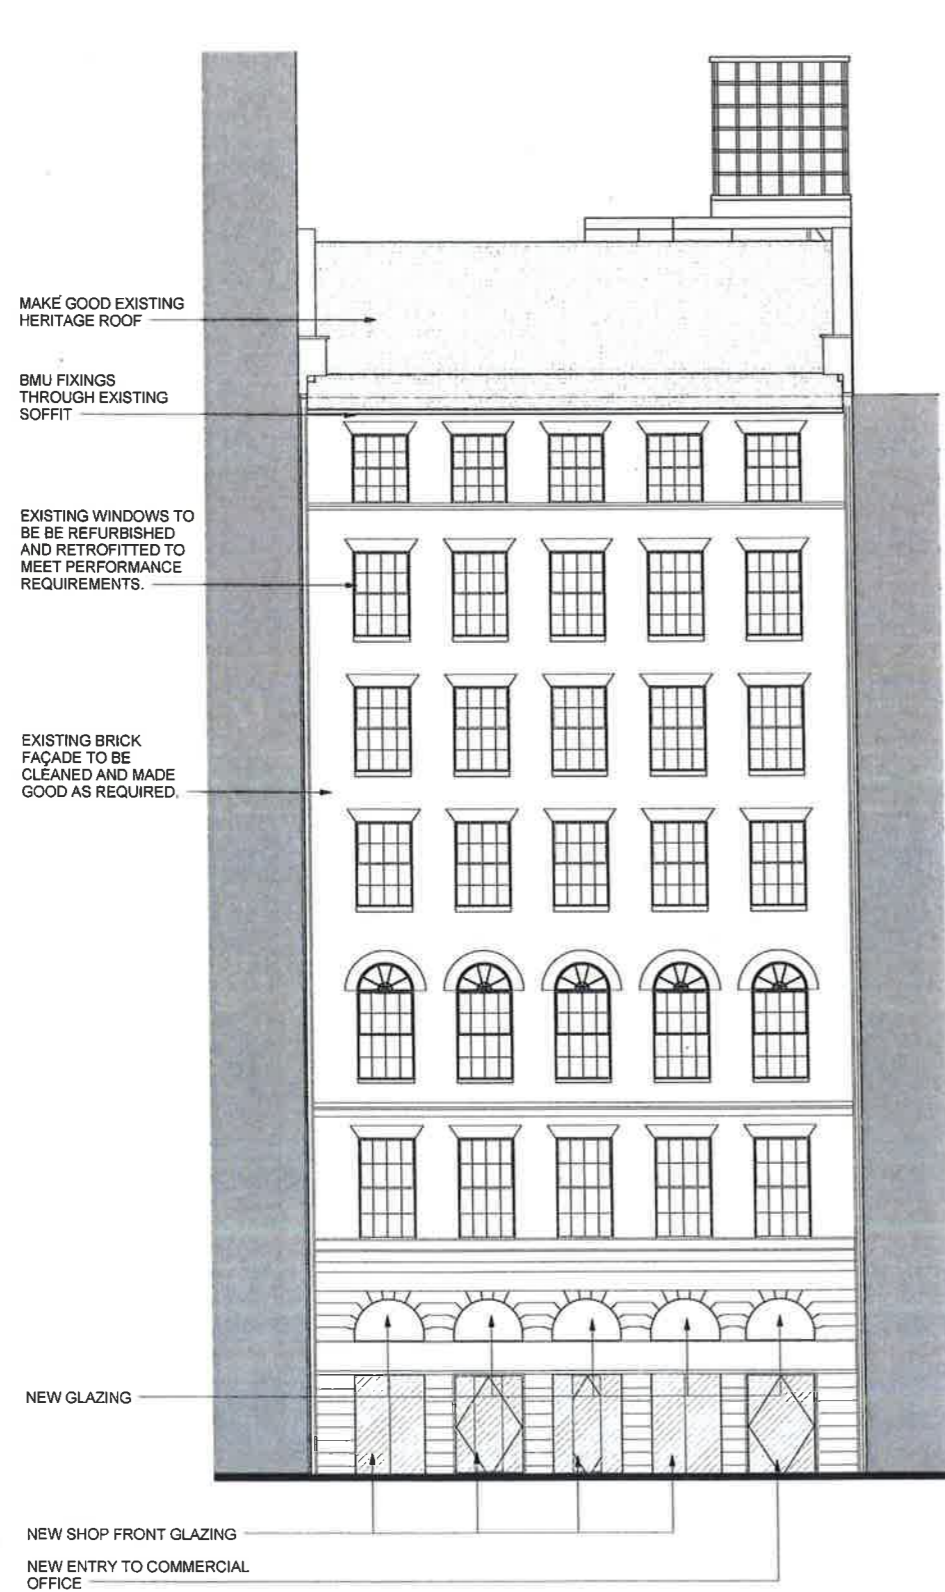 MAKE GOOD EXISTING
HERITAGE ROOF
BMU FIXINGS
THROUGH EXISTING
SOFFIT
EXISTING WINDOWS TO
BE BE REFURBISHED
AND RETROFITTED TO
MEET PERFORMANCE
REQUIREMENTS.
EXISTING BRICK
FAÇADE TO BE
CLEANED AND MADE
GOOD AS REQUIRED.
NEW GLAZING
NEW SHOP FRONT GLAZING
NEW ENTRY TO COMMERCIAL
OFFICE